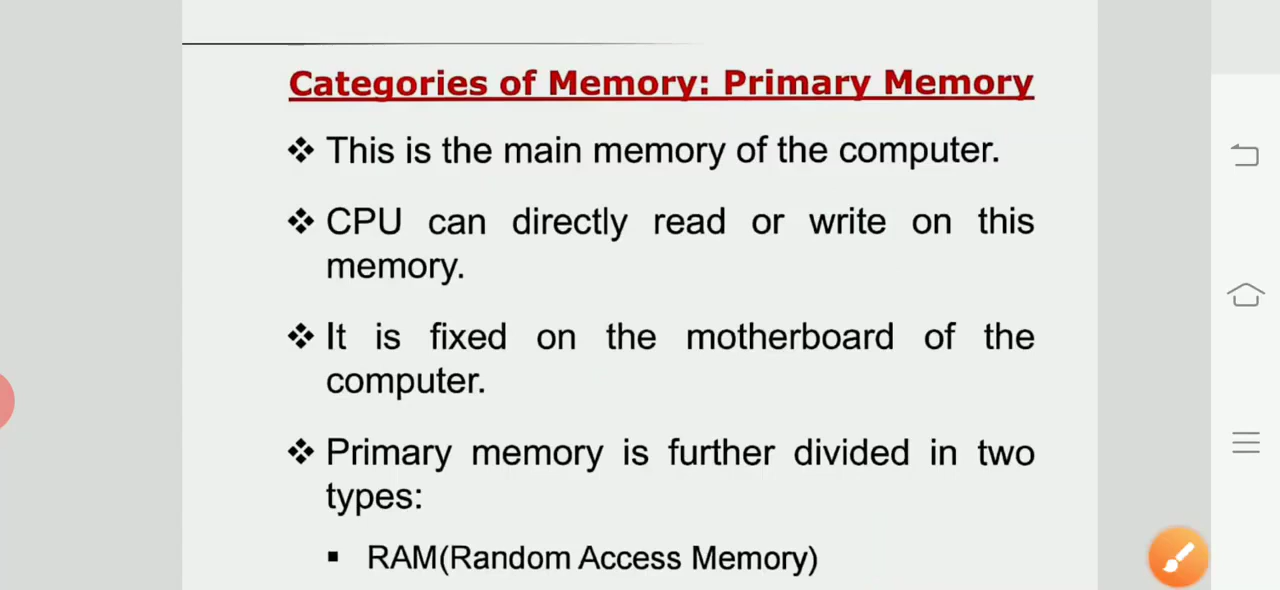 Categories of Memory: Primary Memory
❖ This is the main memory of the computer.
❖ CPU can directly read or write on this
memory.
❖ It is fixed on the motherboard of the
computer.
❖ Primary memory is further divided in two
types:
▪ RAM(Random Access Memory)